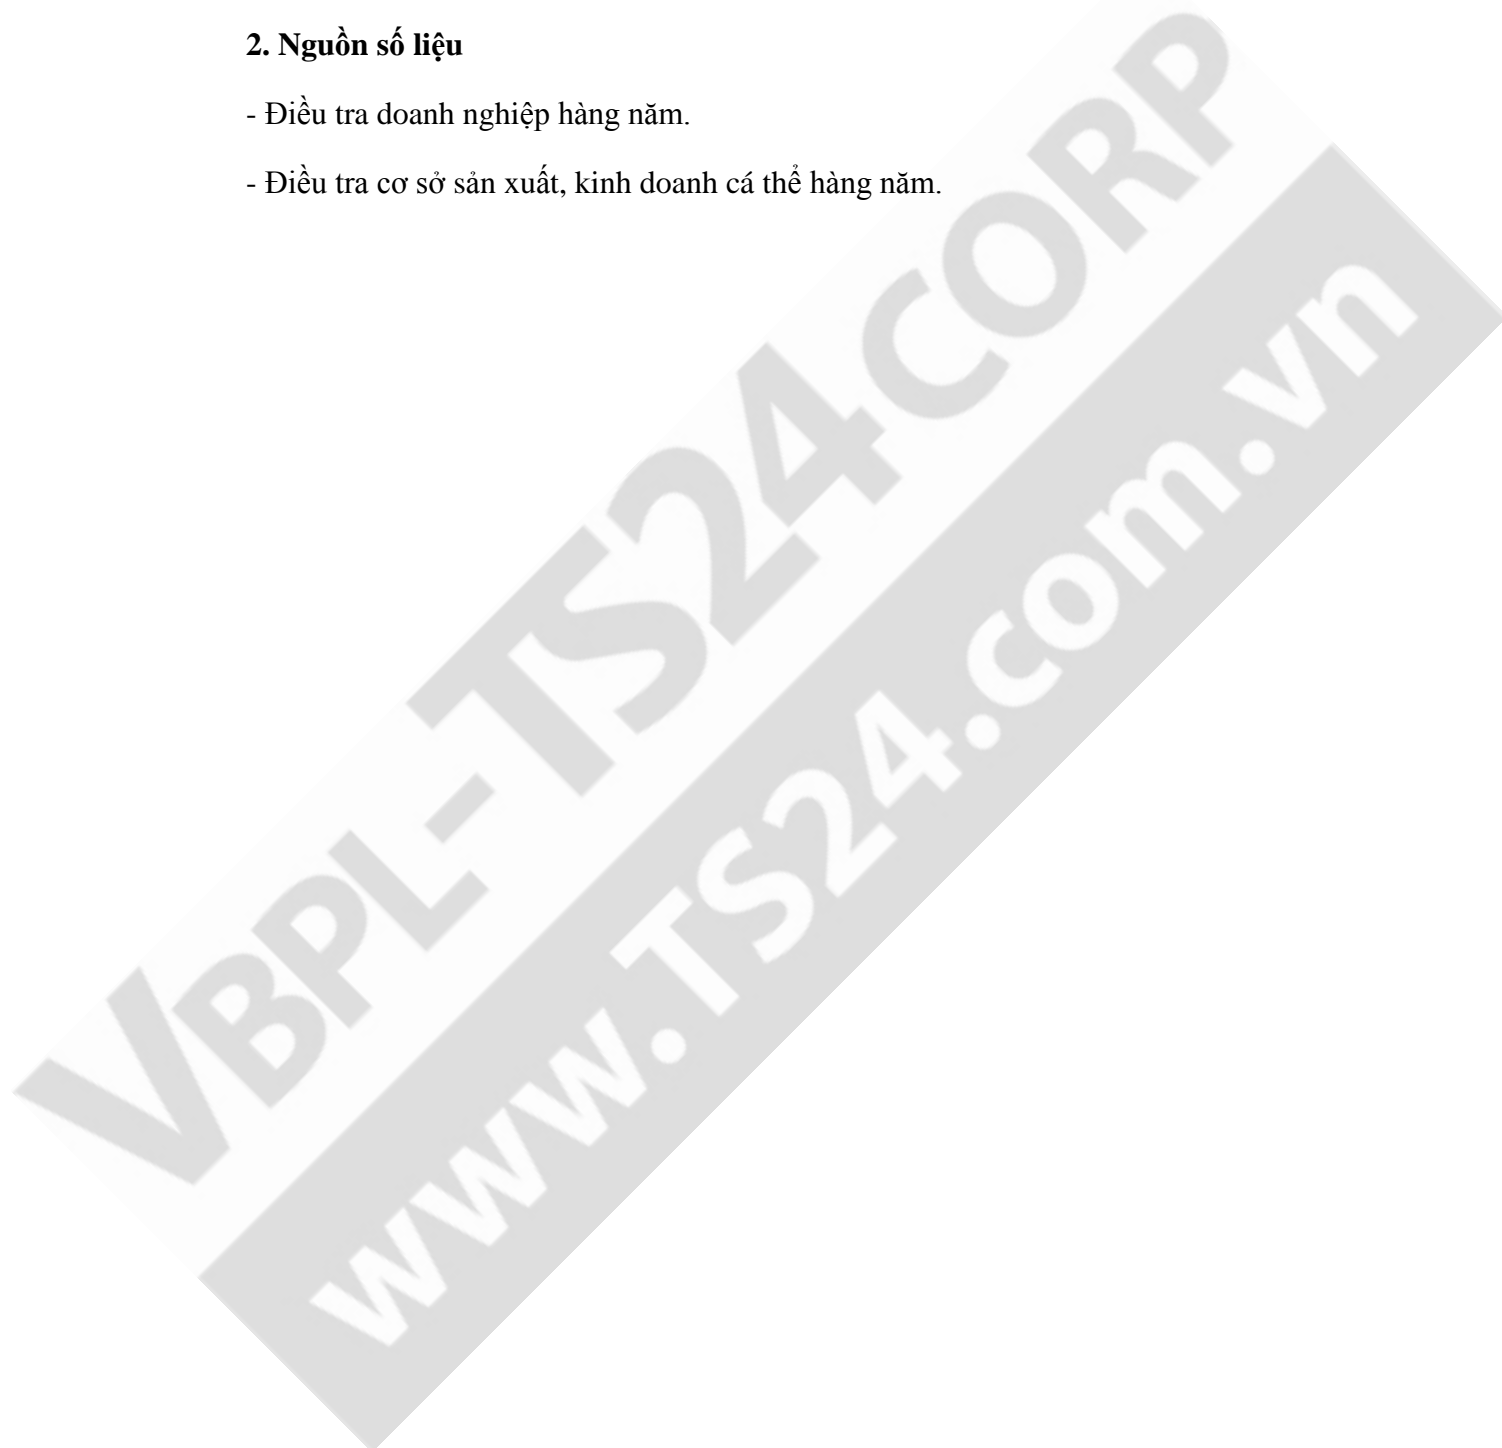 2. Nguồn số liệu
- Điều tra doanh nghiệp hàng năm.
- Điều tra cơ sở sản xuất, kinh doanh cá thể hàng năm.
VBPL-TS24CORP
www.TS24.com.vn